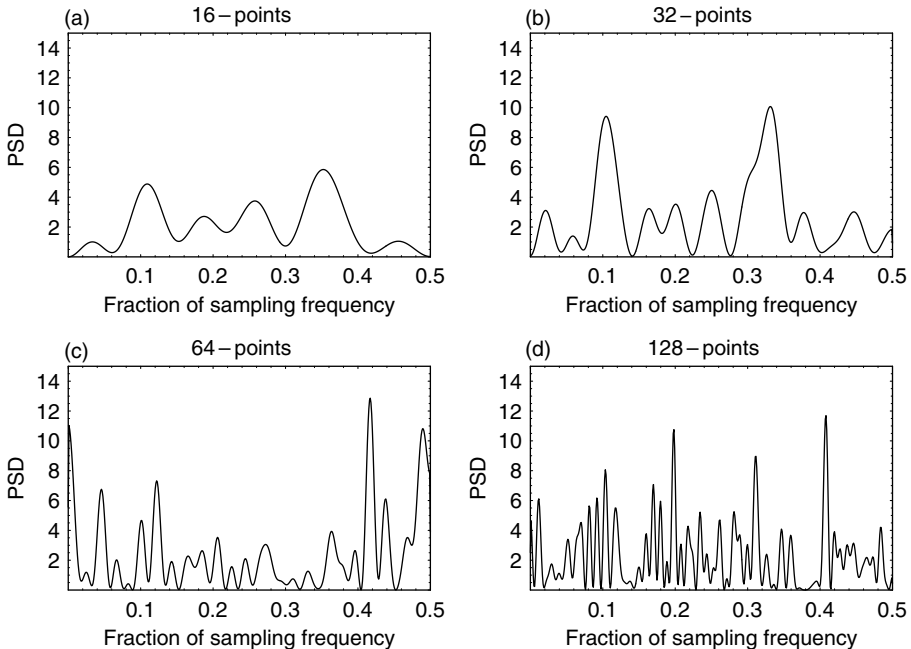 (a) 16–points
14
12
10
8
6
4
2
PSD
0.1 0.2 0.3 0.4 0.5
Fraction of sampling frequency
(b) 32–points
14
12
10
8
6
4
2
PSD
0.1 0.2 0.3 0.4 0.5
Fraction of sampling frequency
(c) 64–points
14
12
10
8
6
4
2
PSD
0.1 0.2 0.3 0.4 0.5
Fraction of sampling frequency
(d) 128–points
14
12
10
8
6
4
2
PSD
0.1 0.2 0.3 0.4 0.5
Fraction of sampling frequency